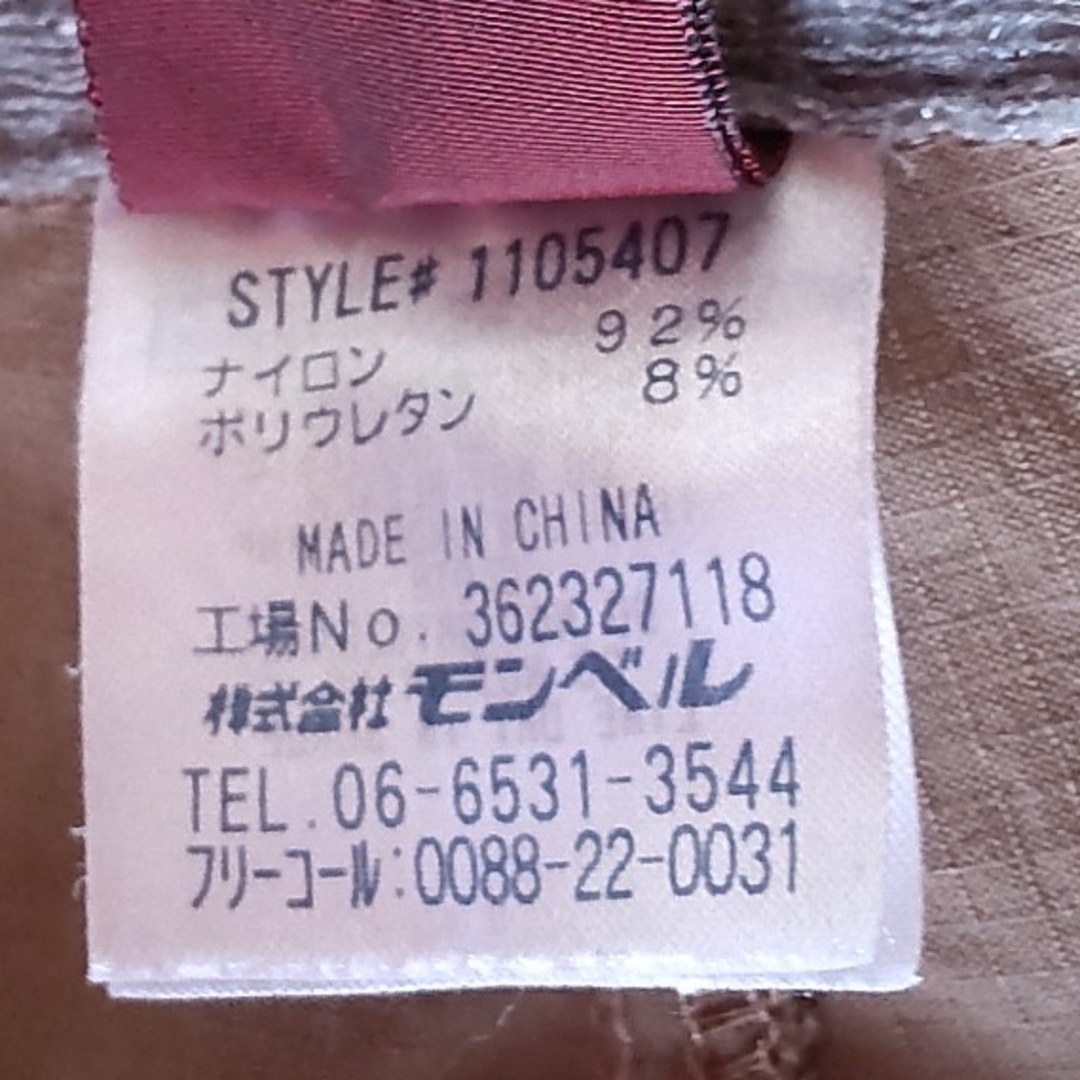 STYLE# 1105407
ナイロン 92%
ポリウレタン 8%
MADE IN CHINA
工場No. 362327118
株式会社モンベル
TEL.06-6531-3544
フリーコール:0088-22-0031